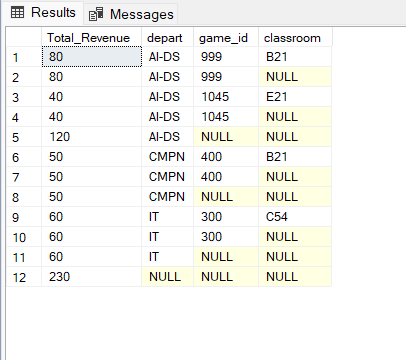 Results Messages
Total_Revenue depart game_id classroom
1 80 AI-DS 999 B21
2 80 AI-DS 999 NULL
3 40 AI-DS 1045 E21
4 40 AI-DS 1045 NULL
5 120 AI-DS NULL NULL
6 50 CMPN 400 B21
7 50 CMPN 400 NULL
8 50 CMPN NULL NULL
9 60 IT 300 C54
10 60 IT 300 NULL
11 60 IT NULL NULL
12 230 NULL NULL NULL